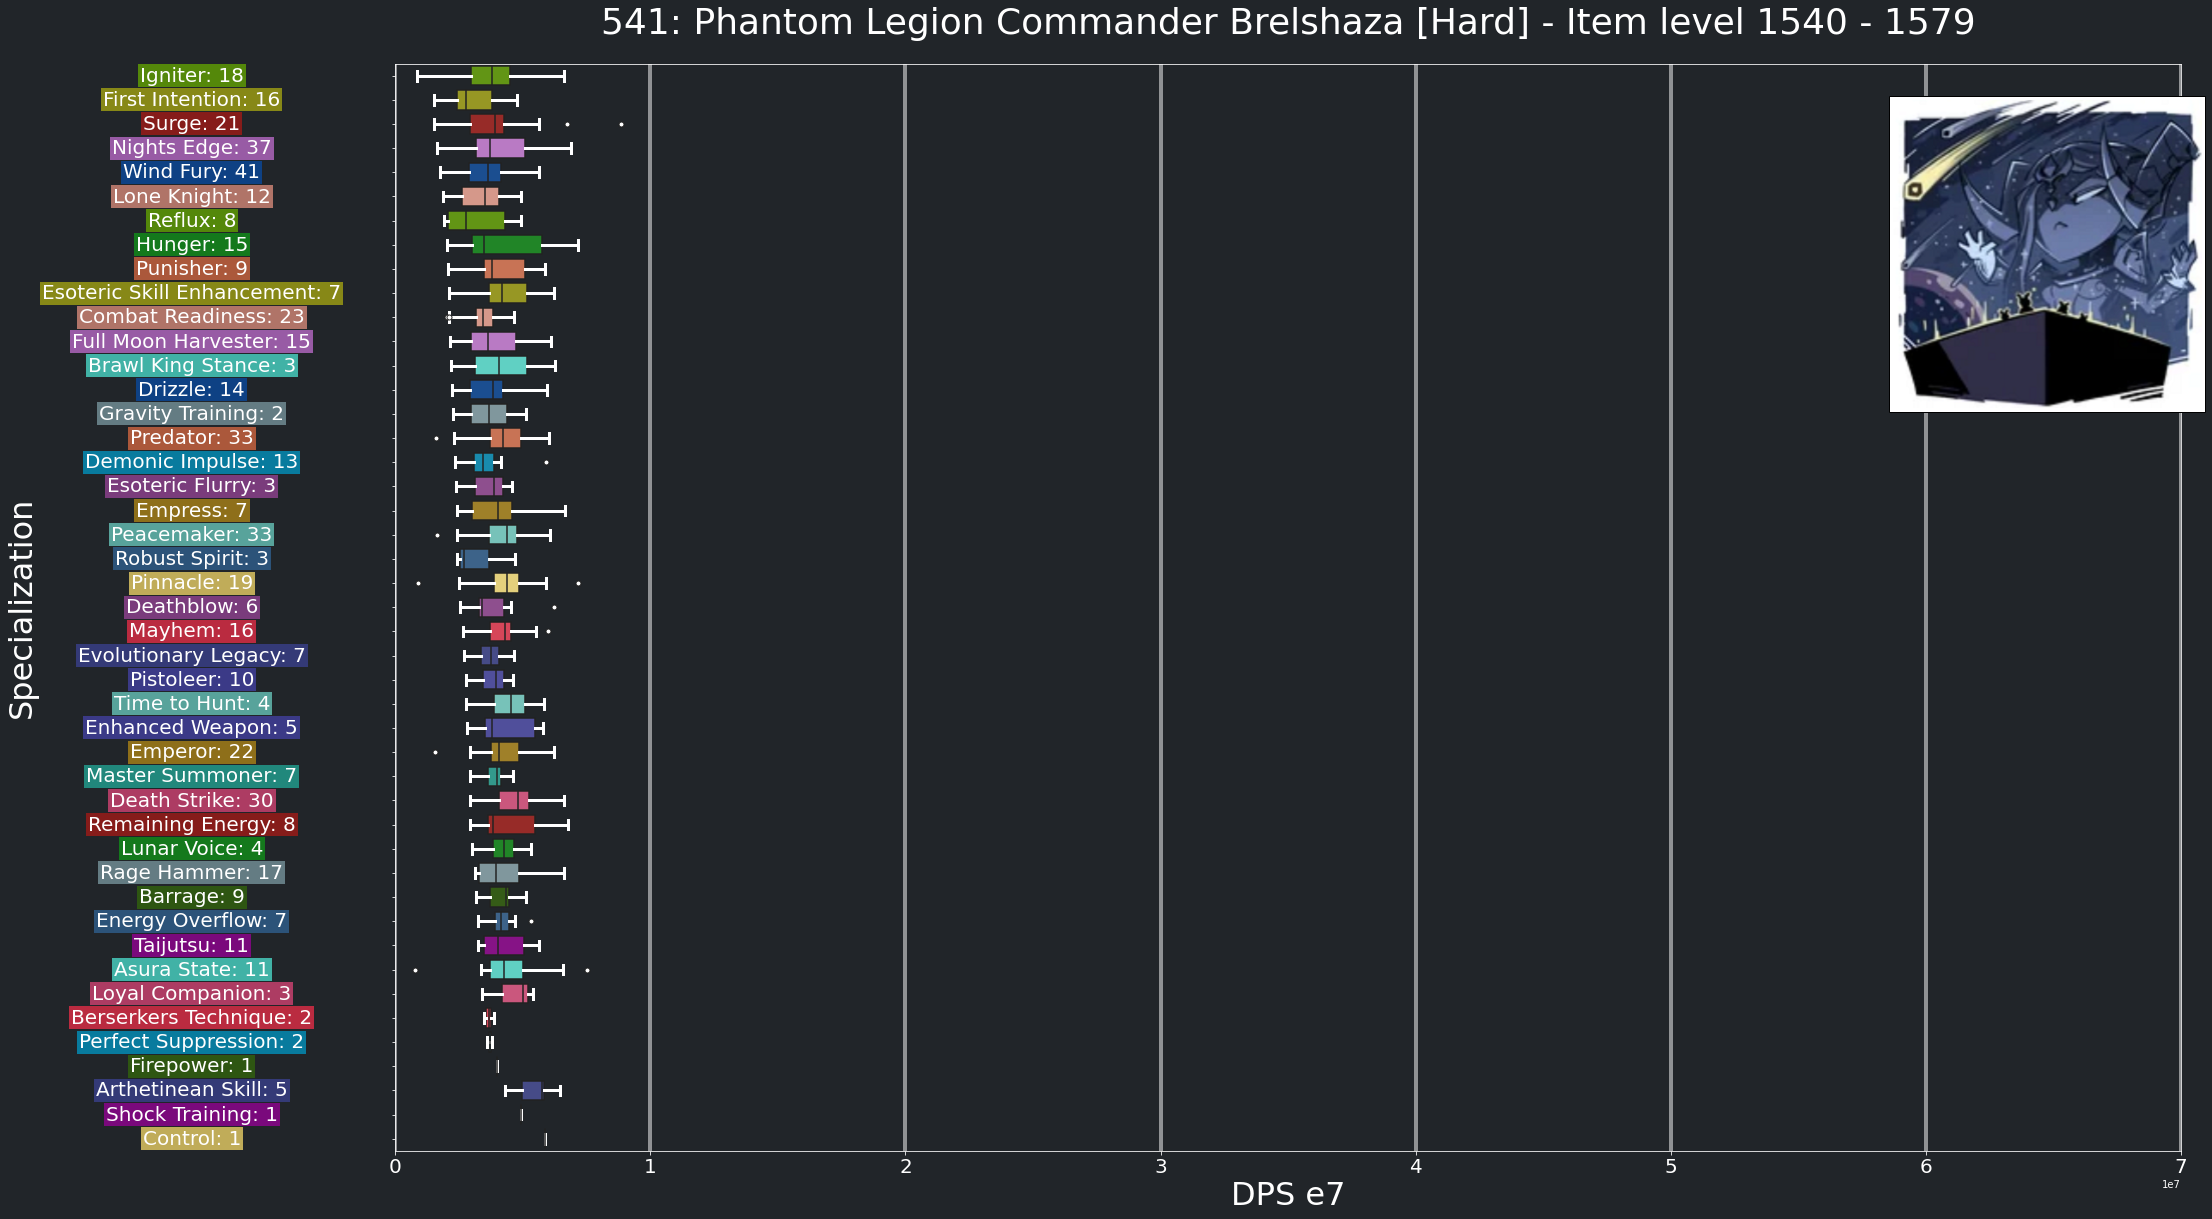 541: Phantom Legion Commander Brelshaza [Hard] - Item level 1540 - 1579
Specialization
Igniter: 18
First Intention: 16
Surge: 21
Nights Edge: 37
Wind Fury: 41
Lone Knight: 12
Reflux: 8
Hunger: 15
Punisher: 9
Esoteric Skill Enhancement: 7
Combat Readiness: 23
Full Moon Harvester: 15
Brawl King Stance: 3
Drizzle: 14
Gravity Training: 2
Predator: 33
Demonic Impulse: 13
Esoteric Flurry: 3
Empress: 7
Peacemaker: 33
Robust Spirit: 3
Pinnacle: 19
Deathblow: 6
Mayhem: 16
Evolutionary Legacy: 7
Pistoleer: 10
Time to Hunt: 4
Enhanced Weapon: 5
Emperor: 22
Master Summoner: 7
Death Strike: 30
Remaining Energy: 8
Lunar Voice: 4
Rage Hammer: 17
Barrage: 9
Energy Overflow: 7
Taijutsu: 11
Asura State: 11
Loyal Companion: 3
Berserkers Technique: 2
Perfect Suppression: 2
Firepower: 1
Arthetinean Skill: 5
Shock Training: 1
Control: 1
0 1 2 3 4 5 6 7
1e7
DPS e7